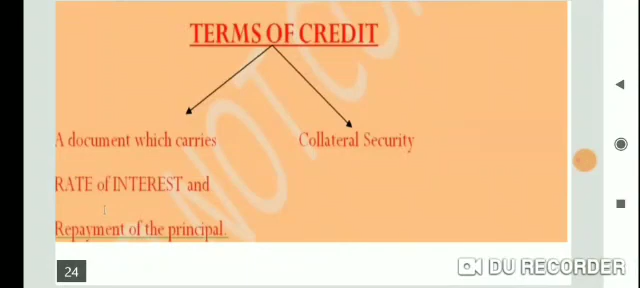 TERMS OF CREDIT
A document which carries
Collateral Security
RATE of INTEREST and
Repayment of the principal.
24
DU RECORDER